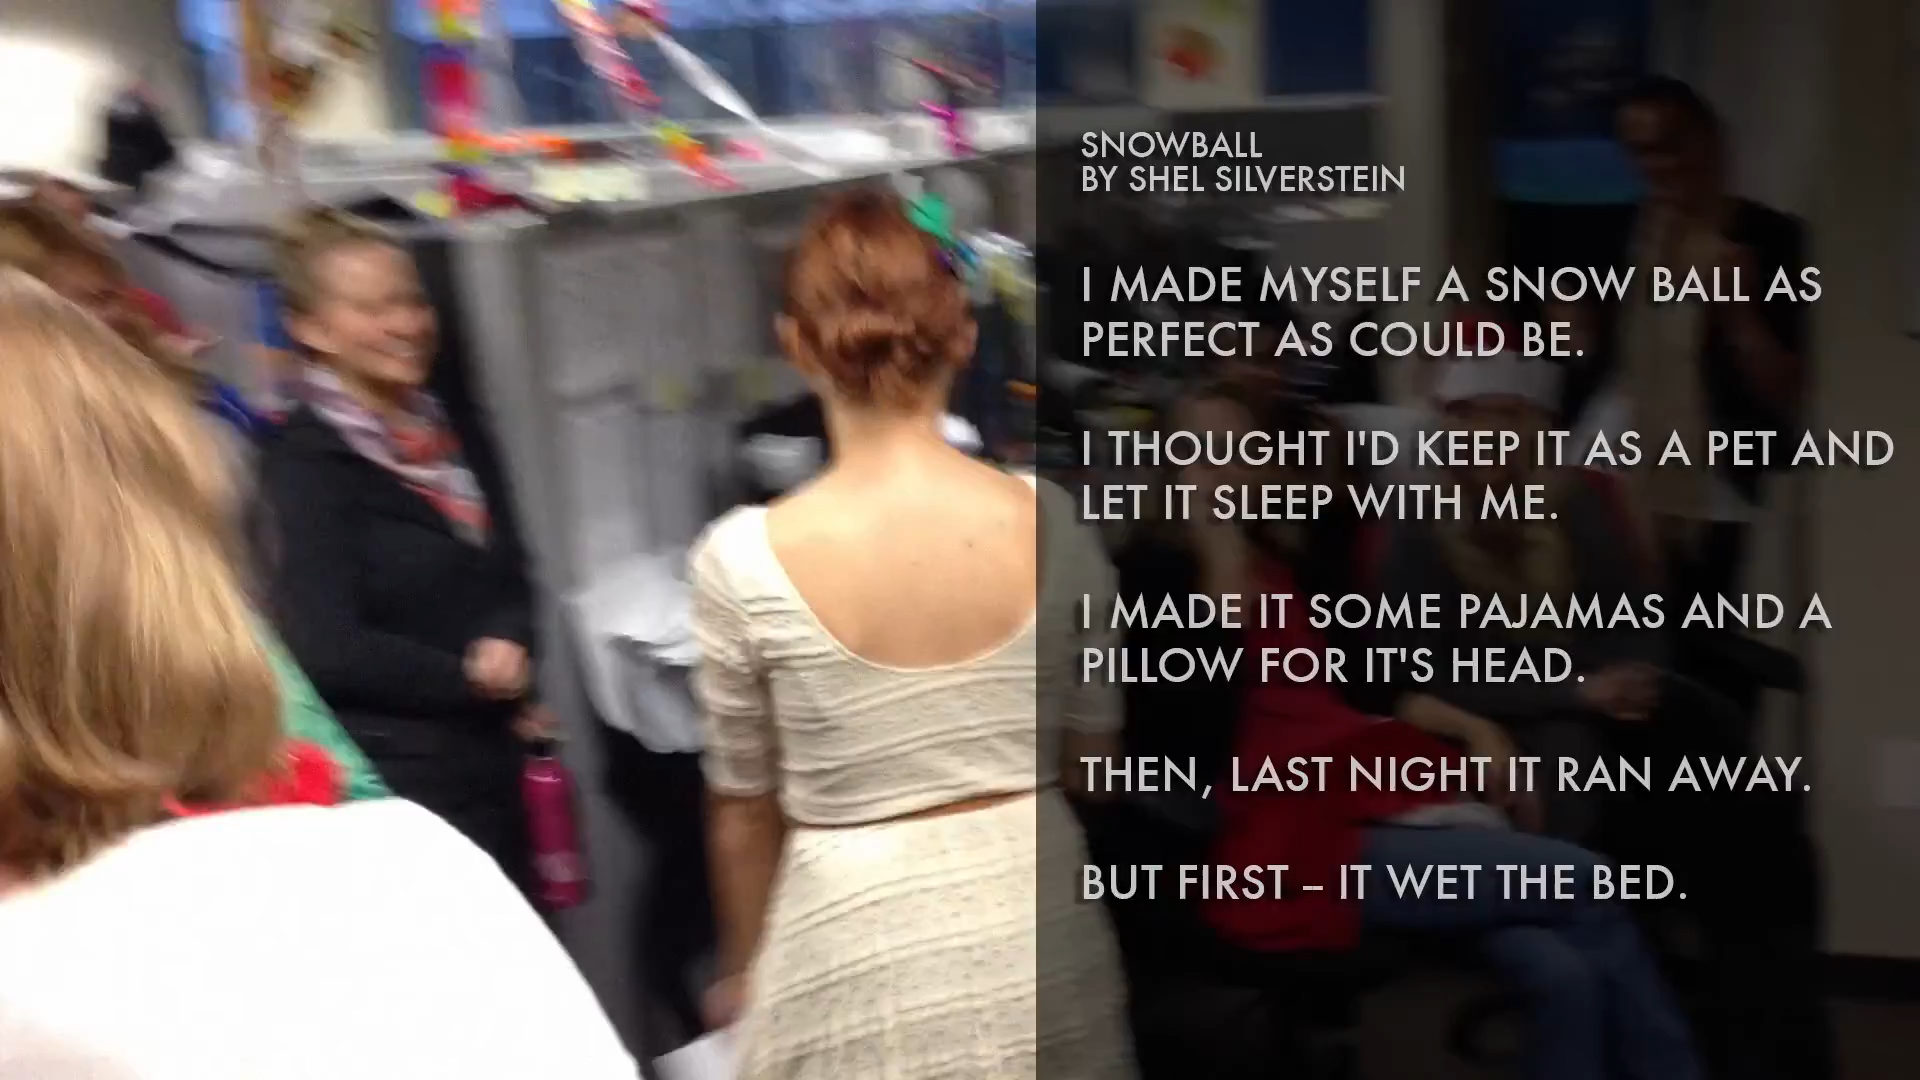 SNOWBALL
BY SHEL SILVERSTEIN
I MADE MYSELF A SNOW BALL AS
PERFECT AS COULD BE.
I THOUGHT I'D KEEP IT AS A PET AND
LET IT SLEEP WITH ME.
I MADE IT SOME PAJAMAS AND A
PILLOW FOR IT'S HEAD.
THEN, LAST NIGHT IT RAN AWAY.
BUT FIRST – IT WET THE BED.